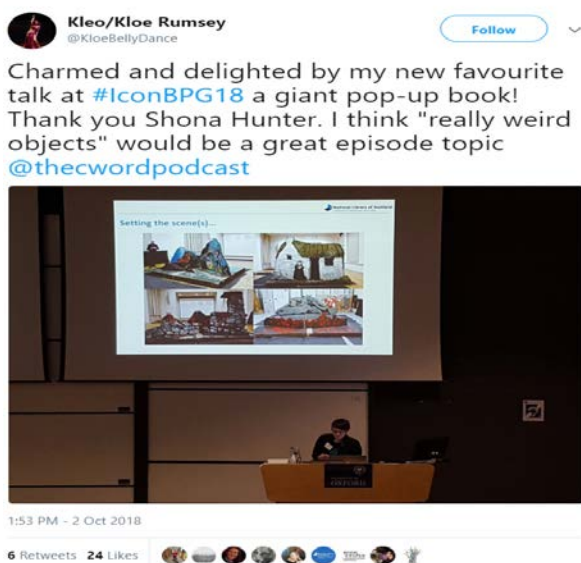 Kleo/Kloe Rumsey
@KloeBellyDance
Follow
Charmed and delighted by my new favourite
talk at #IconBPG18 a giant pop-up book!
Thank you Shona Hunter. I think "really weird
objects" would be a great episode topic
@thecwordpodcast
National Library of Scotland
Setting the scene(s)...
OXFORD
1:53 PM - 2 Oct 2018
6 Retweets 24 Likes